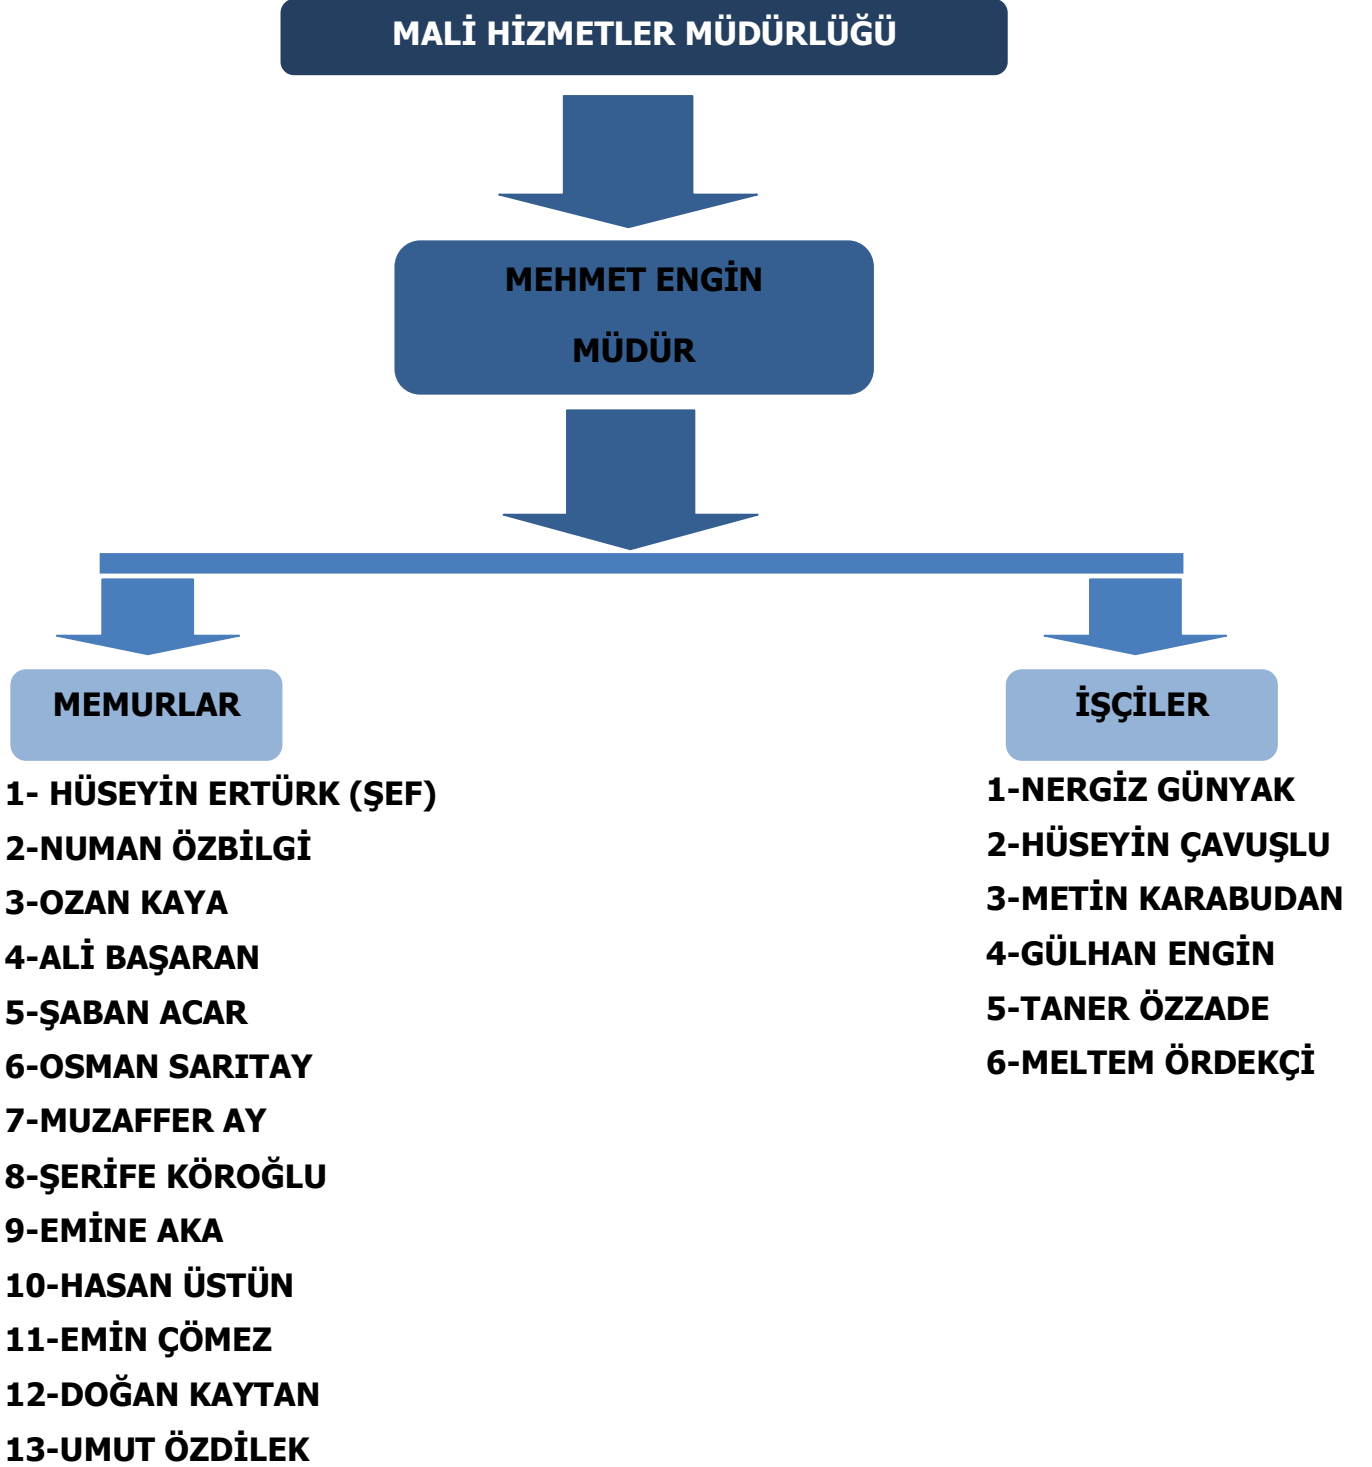 MALİ HİZMETLER MÜDÜRLÜĞÜ
MEHMET ENGİN
MÜDÜR
MEMURLAR
1- HÜSEYİN ERTÜRK (ŞEF)
2-NUMAN ÖZBİLGİ
3-OZAN KAYA
4-ALİ BAŞARAN
5-ŞABAN ACAR
6-OSMAN SARITAY
7-MUZAFFER AY
8-ŞERİFE KÖROĞLU
9-EMİNE AKA
10-HASAN ÜSTÜN
11-EMİN ÇÖMEZ
12-DOĞAN KAYTAN
13-UMUT ÖZDİLEK
İŞÇİLER
1-NERGİZ GÜNYAK
2-HÜSEYİN ÇAVUŞLU
3-METİN KARABUDAN
4-GÜLHAN ENGİN
5-TANER ÖZZADE
6-MELTEM ÖRDEKÇİ